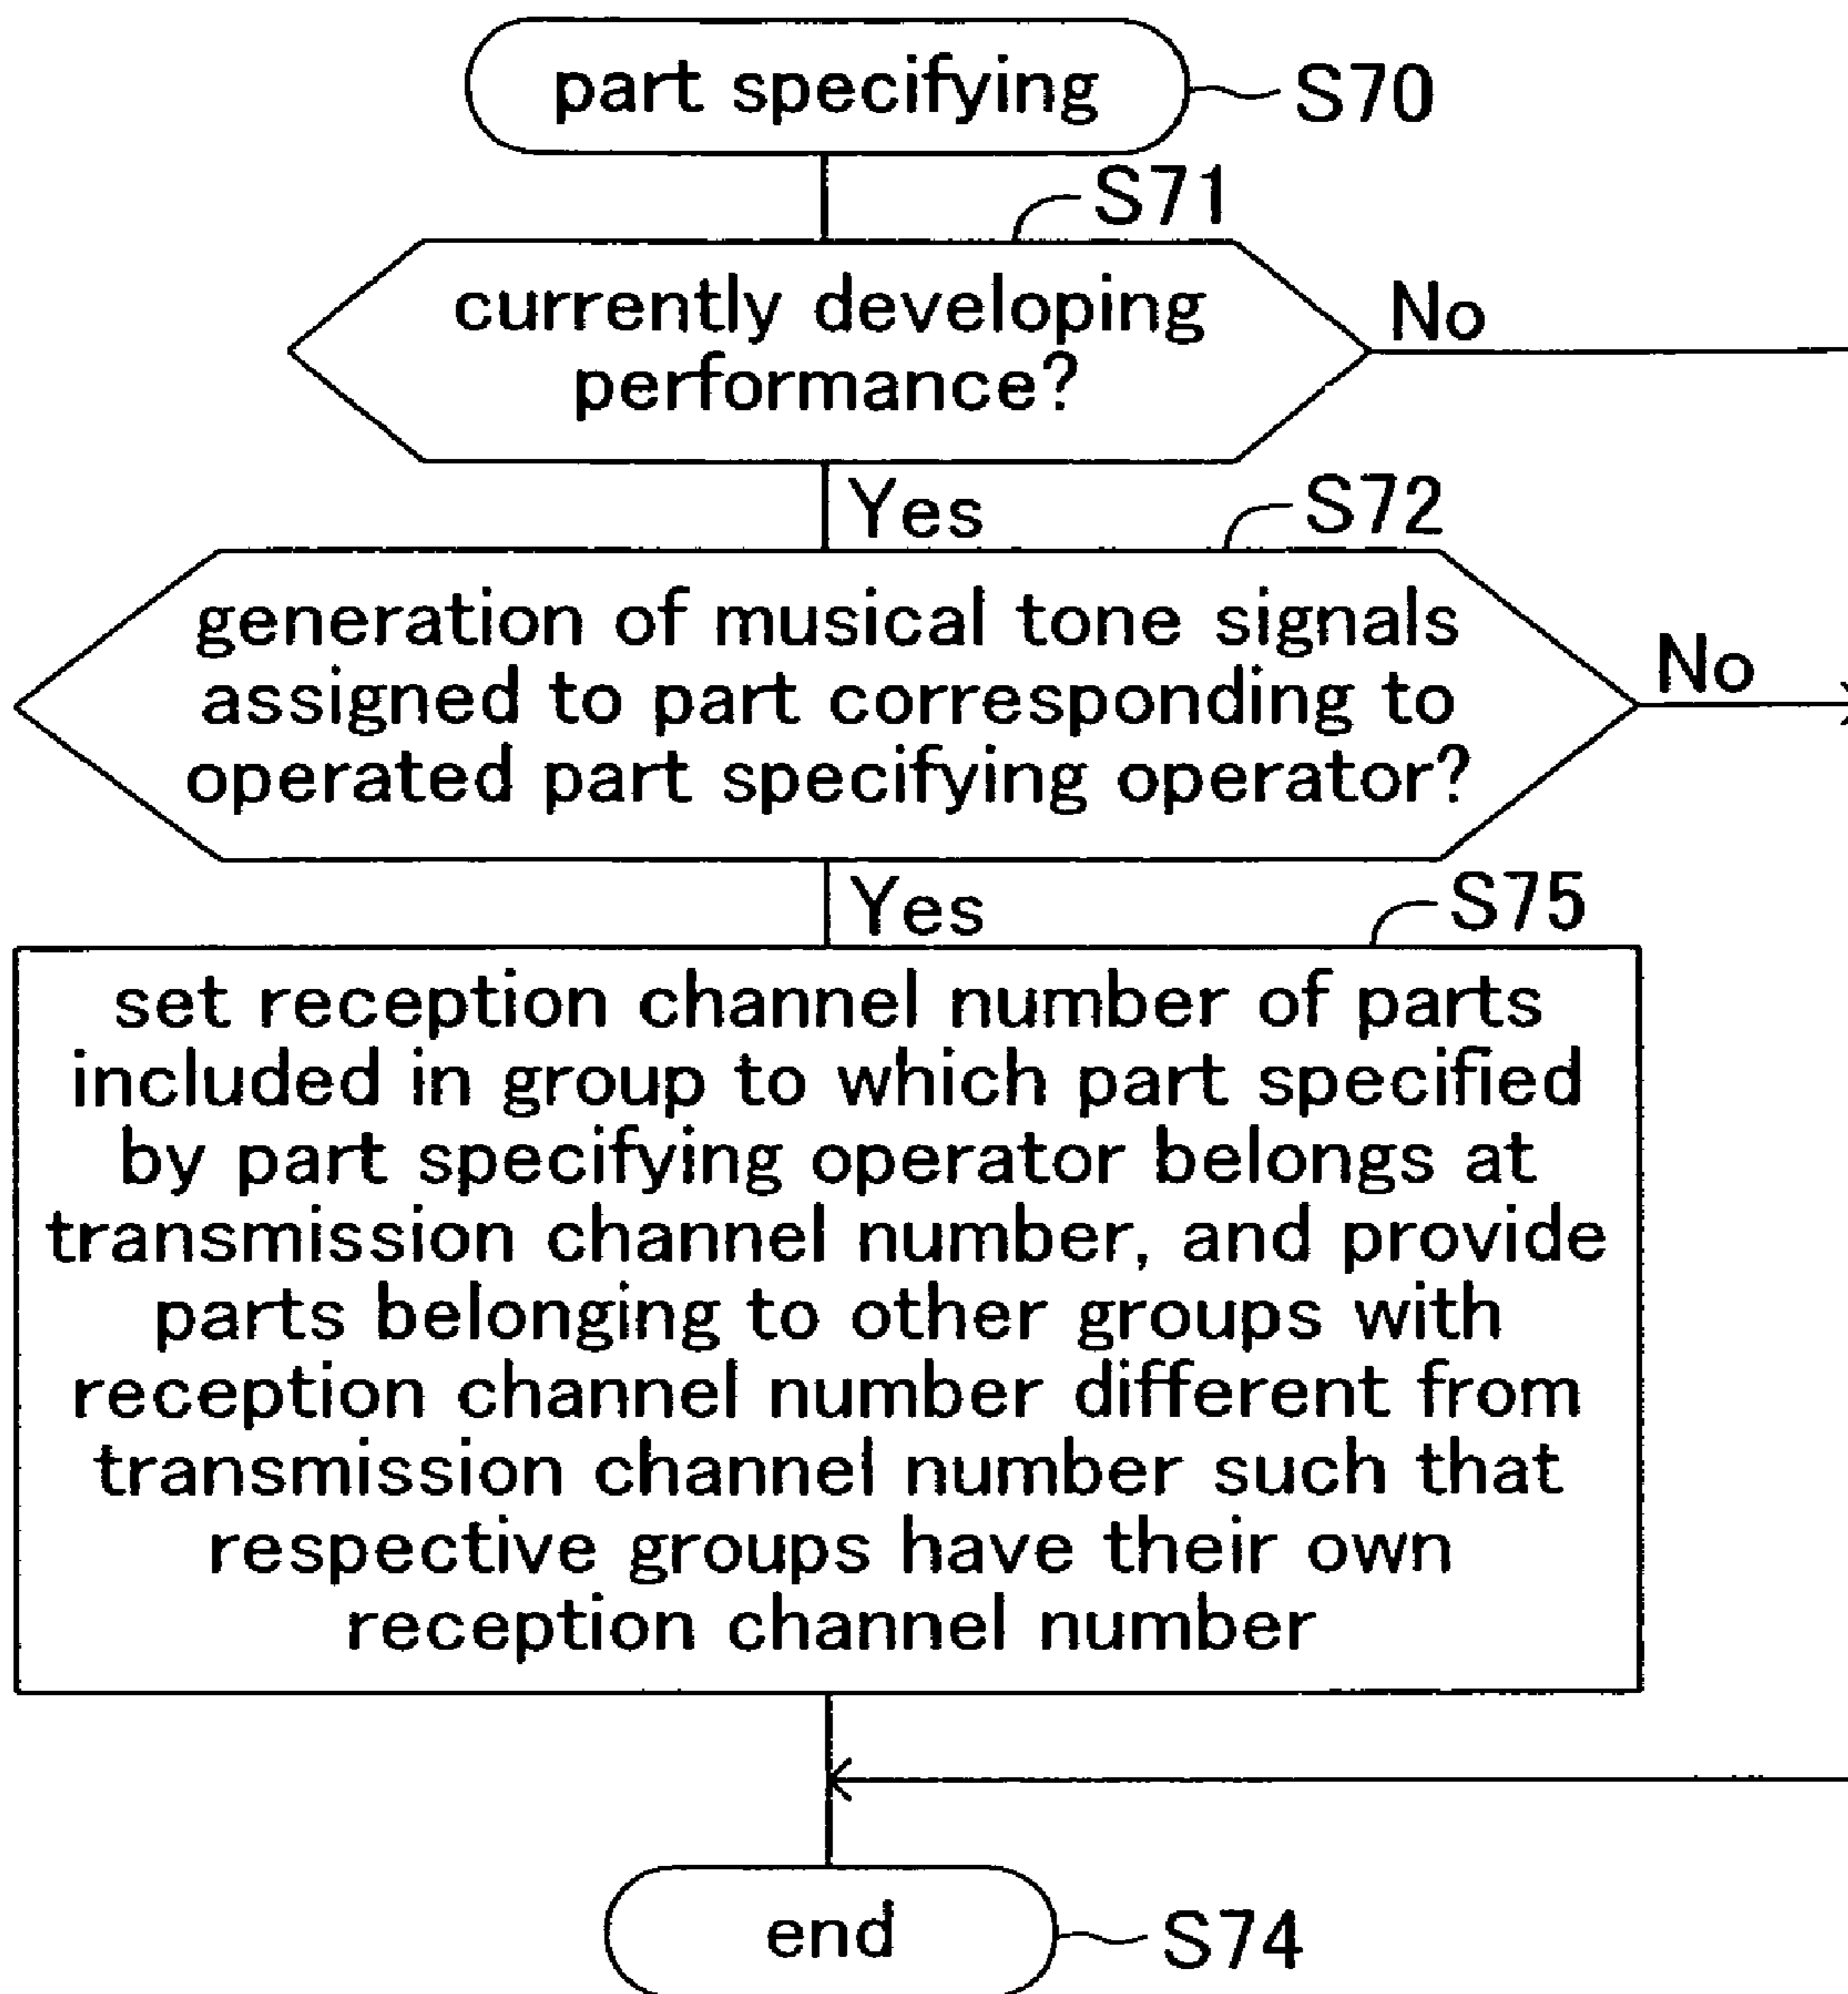 part specifying
S70
S71
currently developing
performance?
No
Yes
S72
generation of musical tone signals
assigned to part corresponding to
operated part specifying operator?
No
Yes
S75
set reception channel number of parts
included in group to which part specified
by part specifying operator belongs at
transmission channel number, and provide
parts belonging to other groups with
reception channel number different from
transmission channel number such that
respective groups have their own
reception channel number
end
S74